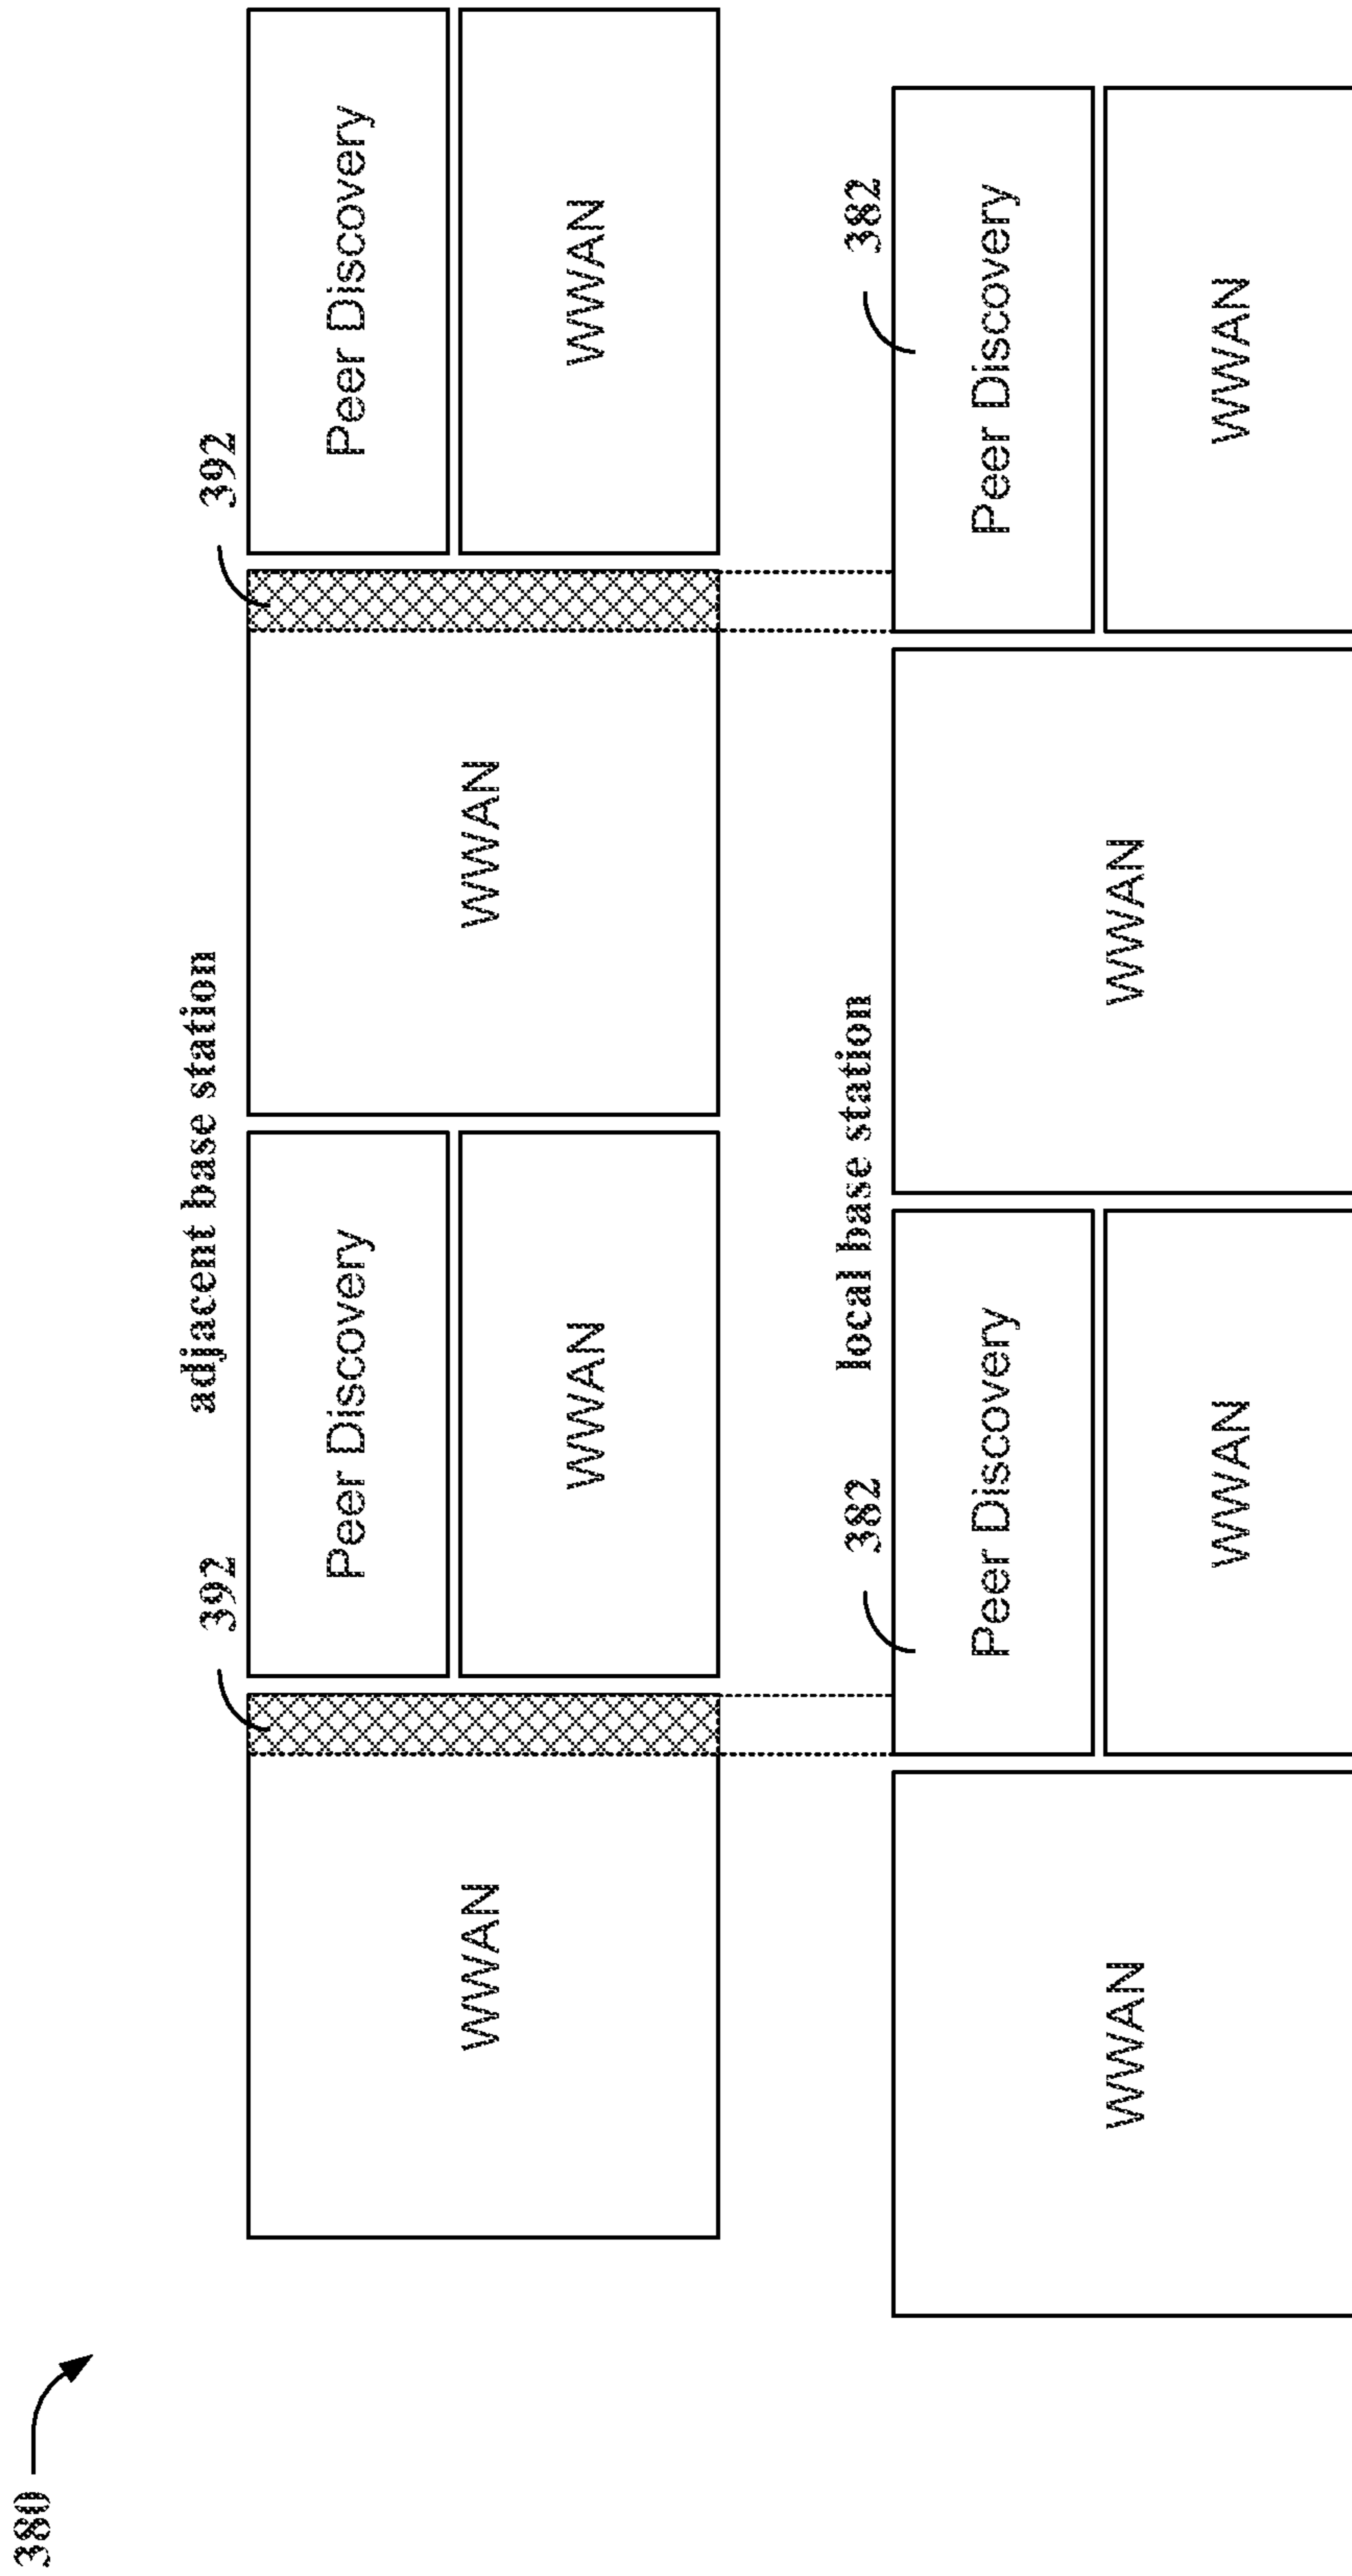 380
adjacent base station
392
392
WWAN
Peer Discovery
WWAN
WWAN
Peer Discovery
WWAN
local base station
382
382
WWAN
Peer Discovery
WWAN
WWAN
Peer Discovery
WWAN